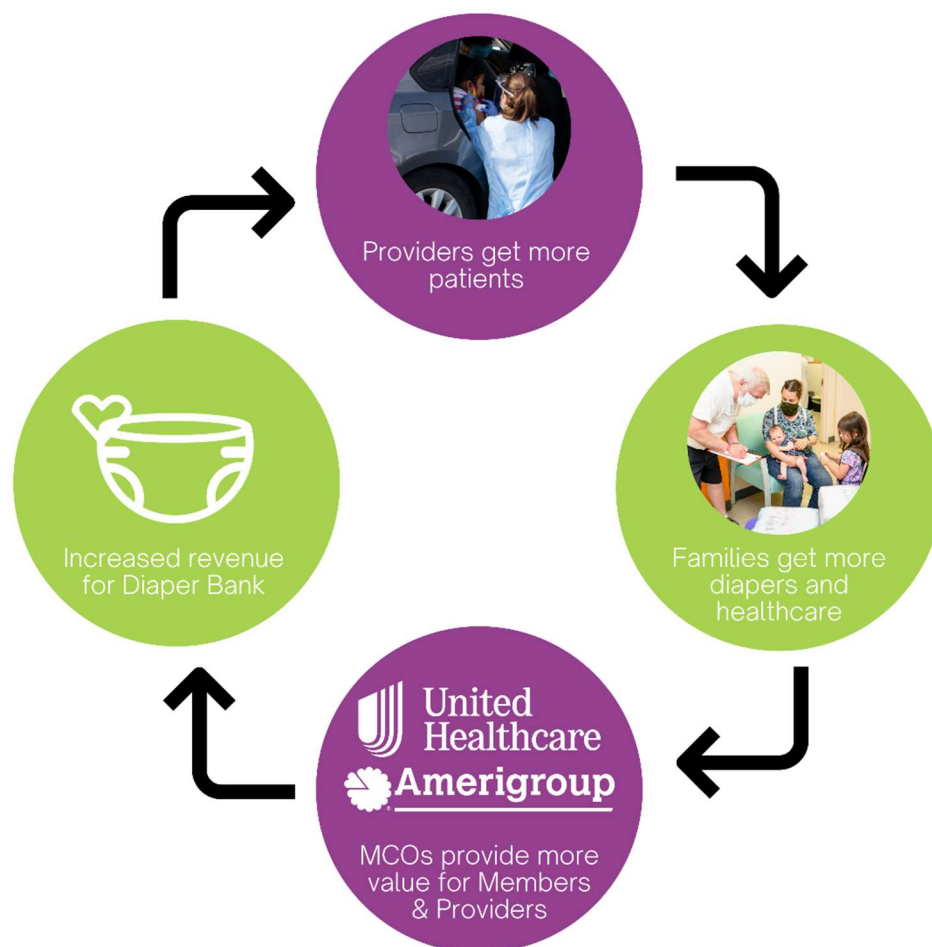 Providers get more
patients
Families get more
diapers and
healthcare
United
Healthcare
Amerigroup
MCOs provide more
value for Members
& Providers
Increased revenue
for Diaper Bank